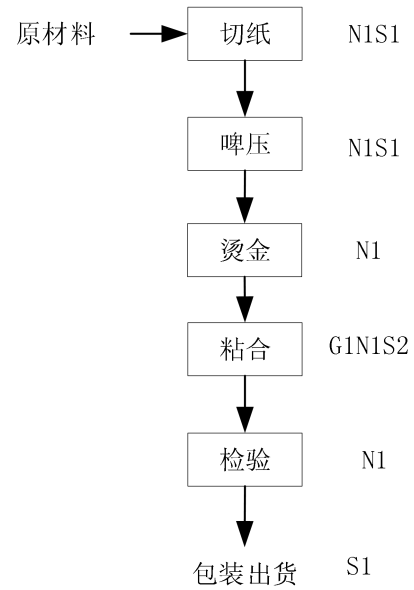 原材料 切纸 N1S1
啤压 N1S1
烫金 N1
粘合 G1N1S2
检验 N1
包装出货 S1